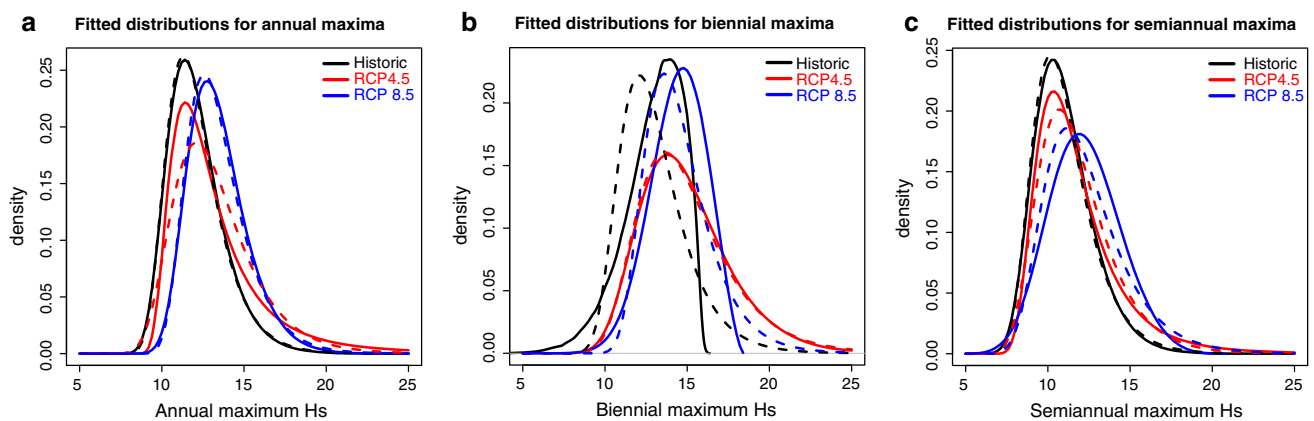 a Fitted distributions for annual maxima
density
0.00 0.05 0.10 0.15 0.20 0.25
Historic
RCP4.5
RCP 8.5
5 10 15 20 25
Annual maximum Hs
b Fitted distributions for biennial maxima
density
0.00 0.05 0.10 0.15 0.20
Historic
RCP4.5
RCP 8.5
5 10 15 20 25
Biennial maximum Hs
c Fitted distributions for semiannual maxima
density
0.00 0.05 0.10 0.15 0.20 0.25
Historic
RCP4.5
RCP 8.5
5 10 15 20 25
Semiannual maximum Hs